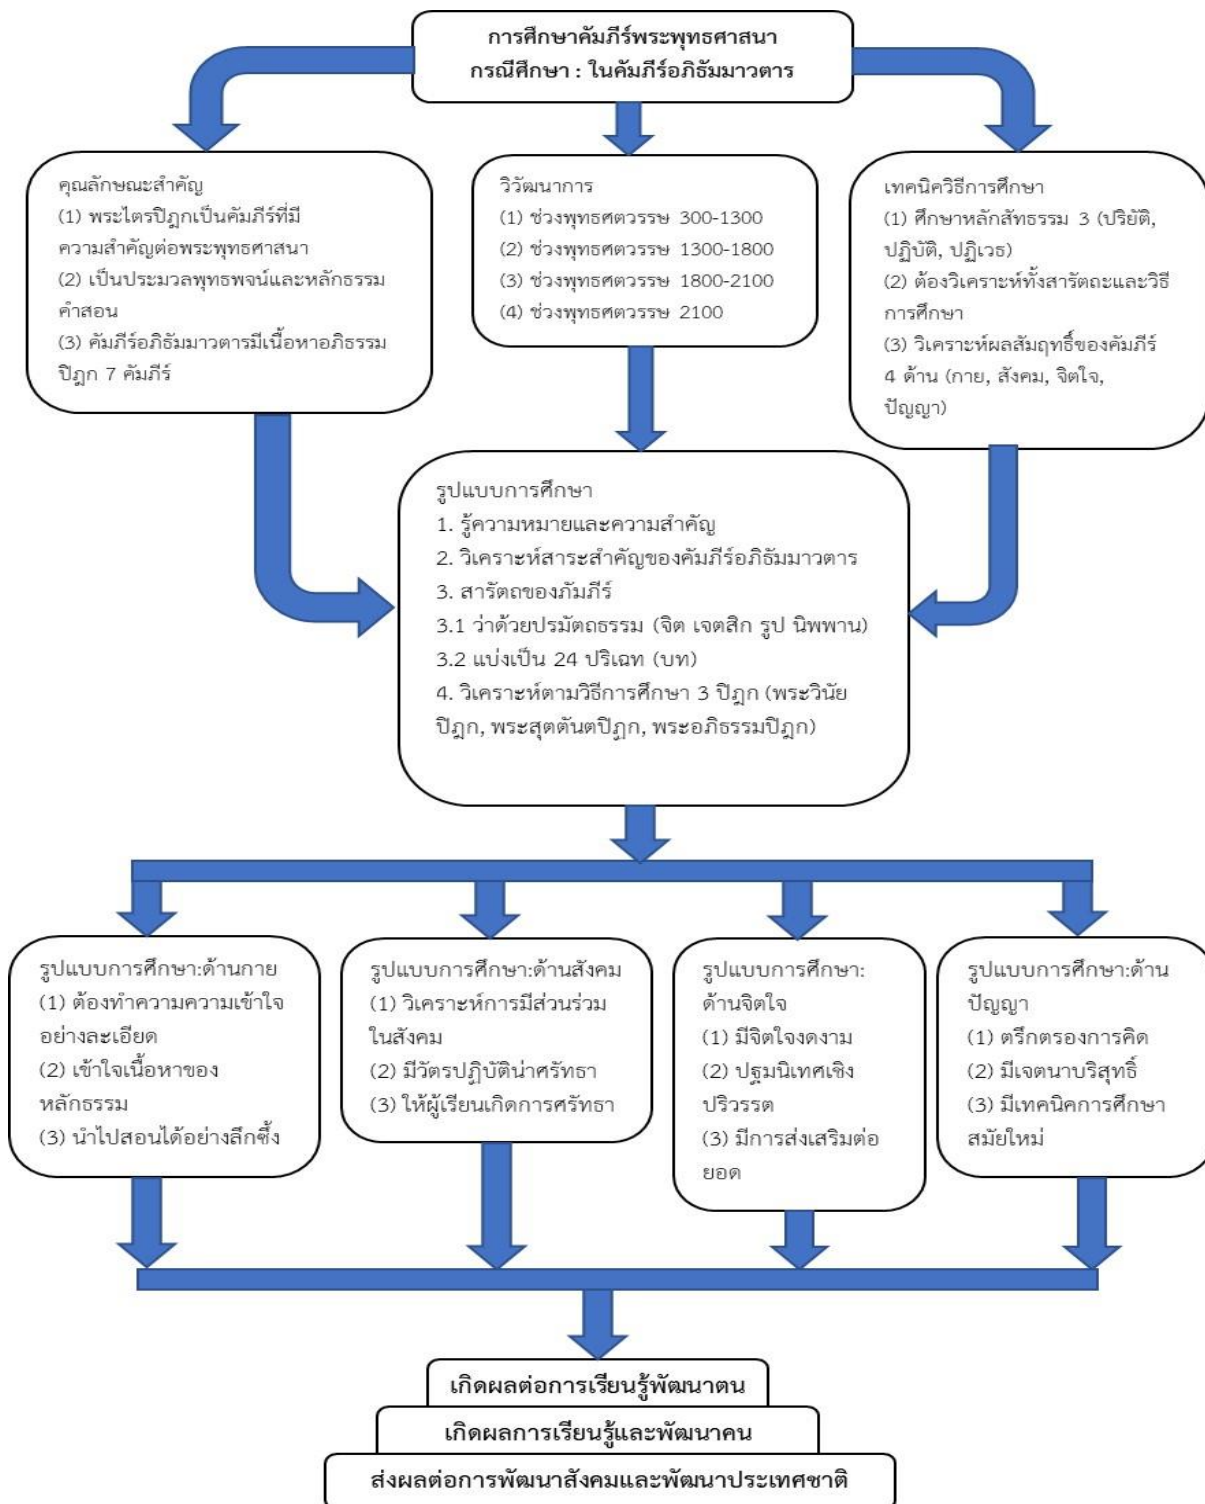 การศึกษาคัมภีร์พระพุทธศาสนา
กรณีศึกษา : ในคัมภีร์อภิธัมมาวตาร
คุณลักษณะสำคัญ
(1) พระไตรปิฎกเป็นคัมภีร์ที่มี
ความสำคัญต่อพระพุทธศาสนา
(2) เป็นประมวลพุทธพจน์และหลักธรรม
คำสอน
(3) คัมภีร์อภิธัมมาวตารมีเนื้อหาอภิธรรม
ปิฎก 7 คัมภีร์
วิวัฒนาการ
(1) ช่วงพุทธศตวรรษ 300-1300
(2) ช่วงพุทธศตวรรษ 1300-1800
(3) ช่วงพุทธศตวรรษ 1800-2100
(4) ช่วงพุทธศตวรรษ 2100
เทคนิควิธีการศึกษา
(1) ศึกษาหลักสัทธรรม 3 (ปริยัติ,
ปฏิบัติ, ปฏิเวธ)
(2) ต้องวิเคราะห์ทั้งสารัตถะและวิธี
การศึกษา
(3) วิเคราะห์ผลสัมฤทธิ์ของคัมภีร์
4 ด้าน (กาย, สังคม, จิตใจ,
ปัญญา)
รูปแบบการศึกษา
1. รู้ความหมายและความสำคัญ
2. วิเคราะห์สาระสำคัญของคัมภีร์อภิธัมมาวตาร
3. สารัตถของภัมภีร์
3.1 ว่าด้วยปรมัตถธรรม (จิต เจตสิก รูป นิพพาน)
3.2 แบ่งเป็น 24 ปริเฉท (บท)
4. วิเคราะห์ตามวิธีการศึกษา 3 ปิฎก (พระวินัย
ปิฎก, พระสุตตันตปิฏก, พระอภิธรรมปิฎก)
รูปแบบการศึกษา:ด้านกาย
(1) ต้องทำความความเข้าใจ
อย่างละเอียด
(2) เข้าใจเนื้อหาของ
หลักธรรม
(3) นำไปสอนได้อย่างลึกซึ้ง
รูปแบบการศึกษา:ด้านสังคม
(1) วิเคราะห์การมีส่วนร่วม
ในสังคม
(2) มีวัตรปฏิบัติน่าศรัทธา
(3) ให้ผู้เรียนเกิดการศรัทธา
รูปแบบการศึกษา:
ด้านจิตใจ
(1) มีจิตใจงดงาม
(2) ปฐมนิเทศเชิง
ปริวรรต
(3) มีการส่งเสริมต่อ
ยอด
รูปแบบการศึกษา:ด้าน
ปัญญา
(1) ตรึกตรองการคิด
(2) มีเจตนาบริสุทธิ์
(3) มีเทคนิคการศึกษา
สมัยใหม่
เกิดผลต่อการเรียนรู้พัฒนาตน
เกิดผลการเรียนรู้และพัฒนาคน
ส่งผลต่อการพัฒนาสังคมและพัฒนาประเทศชาติ